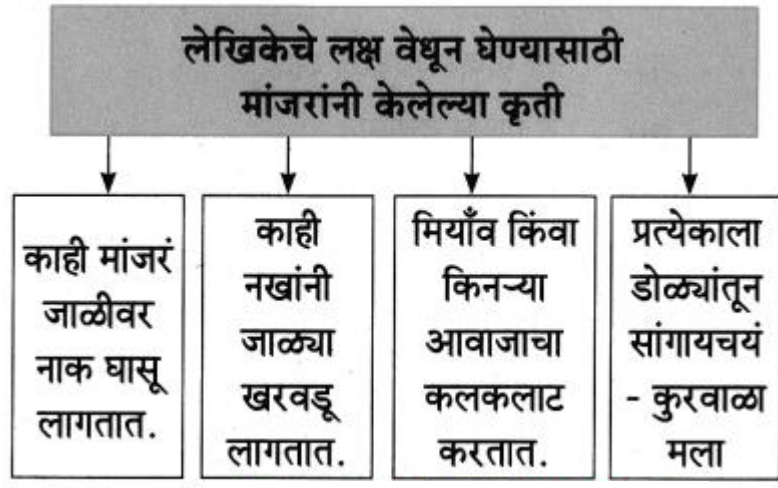 लेखिकेचे लक्ष वेधून घेण्यासाठी
मांजरांनी केलेल्या कृती
काही मांजरं
जाळीवर
नाक घासू
लागतात.
काही
नखांनी
जाळ्या
खरवडू
लागतात.
मियाँव किंवा
किनऱ्या
आवाजाचा
कलकलाट
करतात.
प्रत्येकाला
डोळ्यांतून
सांगायचयं
- कुरवाळा
मला